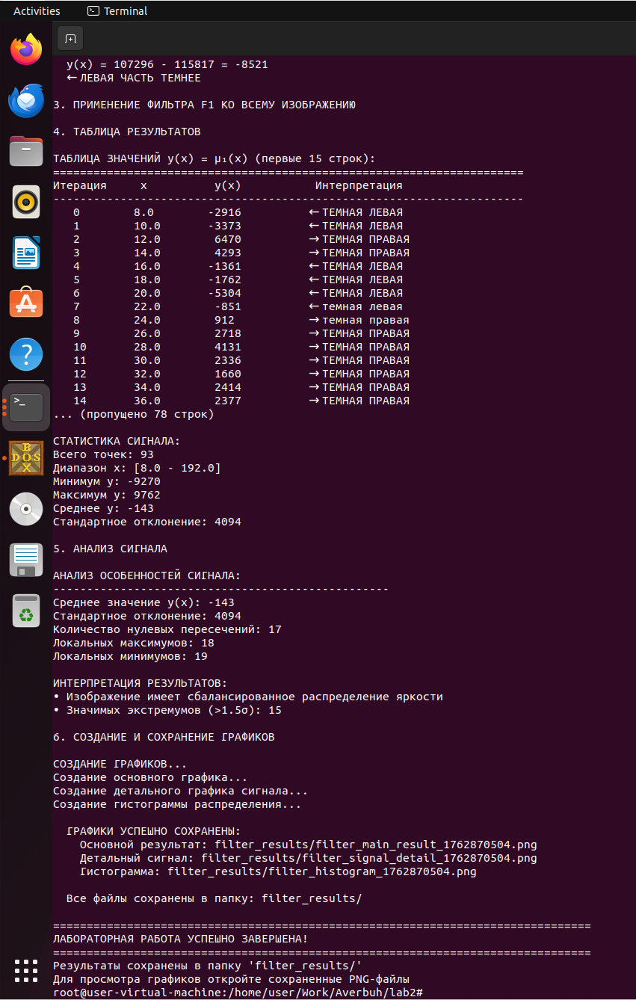 Activities
Terminal
y(x) = 107296 - 115817 = -8521
← ЛЕВАЯ ЧАСТЬ ТЕМНЕЕ
3. ПРИМЕНЕНИЕ ФИЛЬТРА F1 КО ВСЕМУ ИЗОБРАЖЕНИЮ
4. ТАБЛИЦА РЕЗУЛЬТАТОВ
ТАБЛИЦА ЗНАЧЕНИЙ y(x) = μ₁(x) (первые 15 строк):
======================================================================
Итерация     x          y(x)           Интерпретация
----------------------------------------------------------------------
0        8.0        -2916          ← ТЕМНАЯ ЛЕВАЯ
1        10.0       -3373          ← ТЕМНАЯ ЛЕВАЯ
2        12.0        6470          → ТЕМНАЯ ПРАВАЯ
3        14.0        4293          → ТЕМНАЯ ПРАВАЯ
4        16.0       -1361          ← ТЕМНАЯ ЛЕВАЯ
5        18.0       -1762          ← ТЕМНАЯ ЛЕВАЯ
6        20.0       -5304          ← ТЕМНАЯ ЛЕВАЯ
7        22.0        -851          ← темная левая
8        24.0        912           → темная правая
9        26.0        2718          → ТЕМНАЯ ПРАВАЯ
10       28.0        4131          → ТЕМНАЯ ПРАВАЯ
11       30.0        2336          → ТЕМНАЯ ПРАВАЯ
12       32.0        1660          → ТЕМНАЯ ПРАВАЯ
13       34.0        2414          → ТЕМНАЯ ПРАВАЯ
14       36.0        2377          → ТЕМНАЯ ПРАВАЯ
... (пропущено 78 строк)
СТАТИСТИКА СИГНАЛА:
Всего точек: 93
Диапазон x: [8.0 - 192.0]
Минимум y: -9270
Максимум y: 9762
Среднее y: -143
Стандартное отклонение: 4094
5. АНАЛИЗ СИГНАЛА
АНАЛИЗ ОСОБЕННОСТЕЙ СИГНАЛА:
--------------------------------------------------
Среднее значение y(x): -143
Стандартное отклонение: 4094
Количество нулевых пересечений: 17
Локальных максимумов: 18
Локальных минимумов: 19
ИНТЕРПРЕТАЦИЯ РЕЗУЛЬТАТОВ:
• Изображение имеет сбалансированное распределение яркости
• Значимых экстремумов (>1.5σ): 15
6. СОЗДАНИЕ И СОХРАНЕНИЕ ГРАФИКОВ
СОЗДАНИЕ ГРАФИКОВ...
Создание основного графика...
Создание детального графика сигнала...
Создание гистограммы распределения...
ГРАФИКИ УСПЕШНО СОХРАНЕНЫ:
Основной результат: filter_results/filter_main_result_1762870504.png
Детальный сигнал: filter_results/filter_signal_detail_1762870504.png
Гистограмма: filter_results/filter_histogram_1762870504.png
Все файлы сохранены в папку: filter_results/
================================================================================
ЛАБОРАТОРНАЯ РАБОТА УСПЕШНО ЗАВЕРШЕНА!
================================================================================
Результаты сохранены в папку 'filter_results/'
Для просмотра графиков откройте сохраненные PNG-файлы
root@user-virtual-machine:/home/user/Work/Averbuh/lab2#